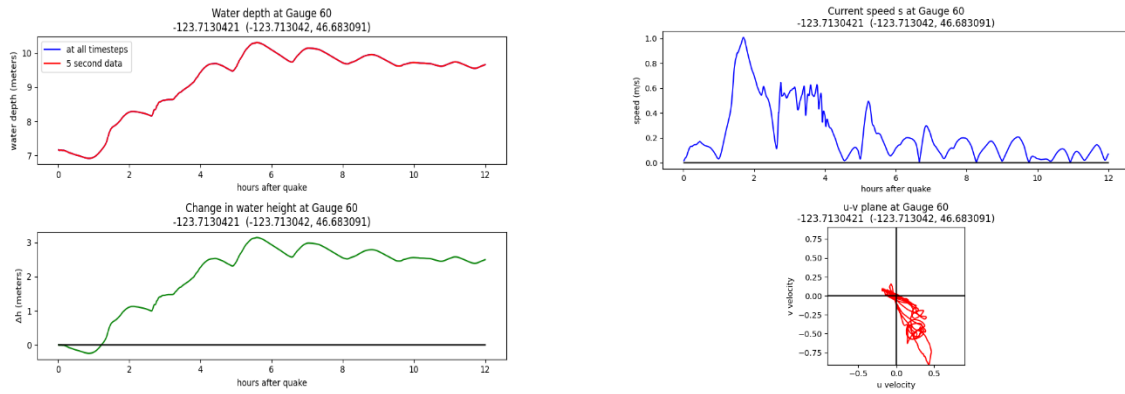 Water depth at Gauge 60
-123.7130421 (-123.713042, 46.683091)
at all timesteps
5 second data
water depth (meters)
10
9
8
7
0 2 4 6 8 10 12
hours after quake
Change in water height at Gauge 60
-123.7130421 (-123.713042, 46.683091)
Δh (meters)
3
2
1
0
0 2 4 6 8 10 12
hours after quake
Current speed s at Gauge 60
-123.7130421 (-123.713042, 46.683091)
speed (m/s)
1.0
0.8
0.6
0.4
0.2
0.0
0 2 4 6 8 10 12
hours after quake
u-v plane at Gauge 60
-123.7130421 (-123.713042, 46.683091)
v velocity
0.75
0.50
0.25
0.00
−0.25
−0.50
−0.75
−0.5 0.0 0.5
u velocity